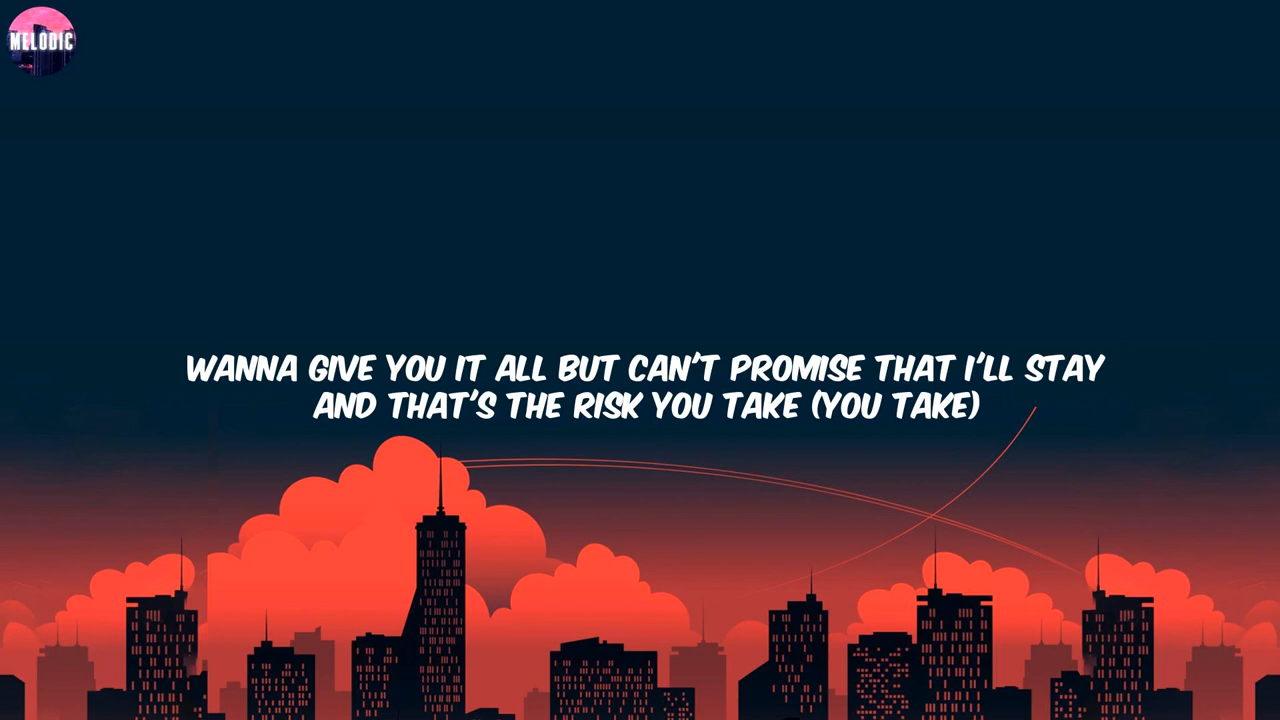 MELODIC
WANNA GIVE YOU IT ALL BUT CAN'T PROMISE THAT I'LL STAY
AND THAT'S THE RISK YOU TAKE (YOU TAKE)